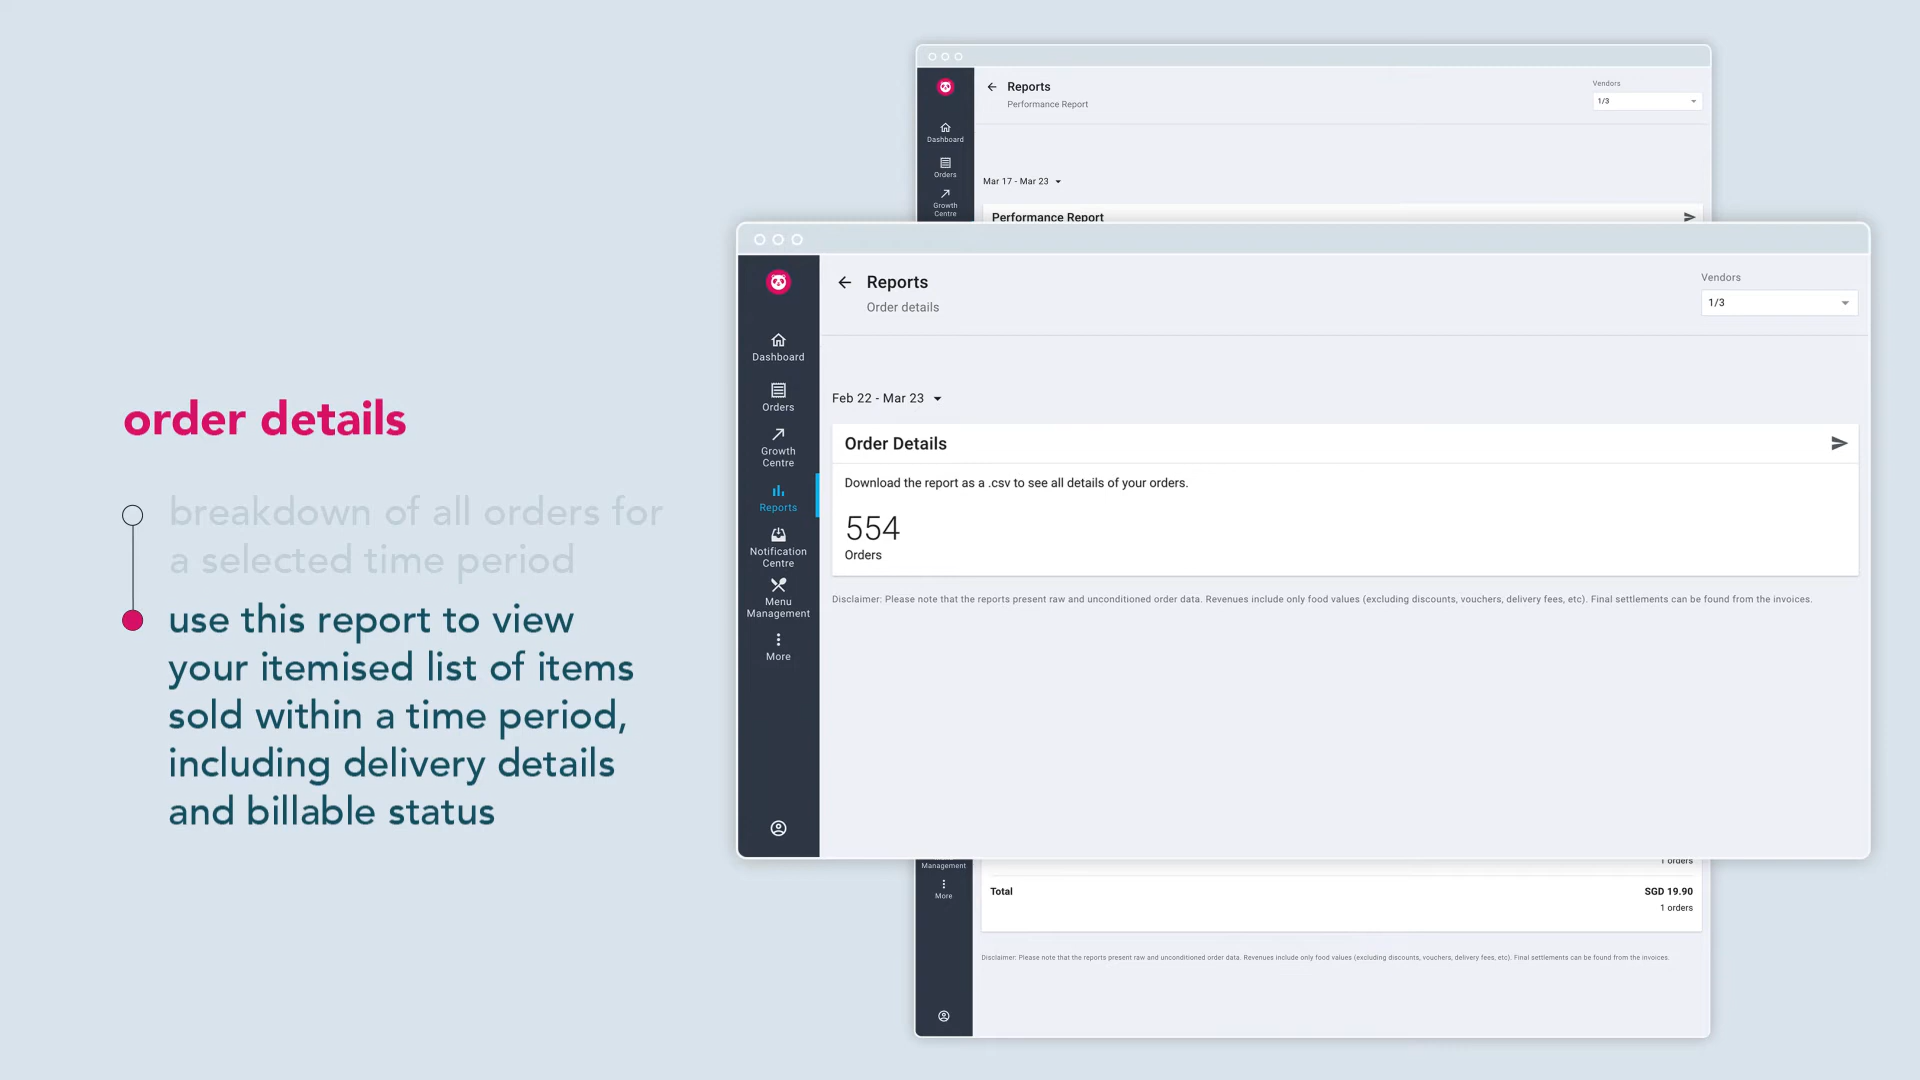 order details
breakdown of all orders for
a selected time period
use this report to view
your itemised list of items
sold within a time period,
including delivery details
and billable status
Reports
Performance Report
Vendors
1/3
Dashboard
Orders
Growth
Centre
Mar 17 - Mar 23
Performance Report
Reports
Order details
Vendors
1/3
Dashboard
Orders
Growth
Centre
Reports
Notification
Centre
Menu
Management
More
Feb 22 - Mar 23
Order Details
Download the report as a .csv to see all details of your orders.
554
Orders
Disclaimer: Please note that the reports present raw and unconditioned order data. Revenues include only food values (excluding discounts, vouchers, delivery fees, etc). Final settlements can be found from the invoices.
Management
More
1 orders
Total
SGD 19.90
1 orders
Disclaimer: Please note that the reports present raw and unconditioned order data. Revenues include only food values (excluding discounts, vouchers, delivery fees, etc). Final settlements can be found from the invoices.